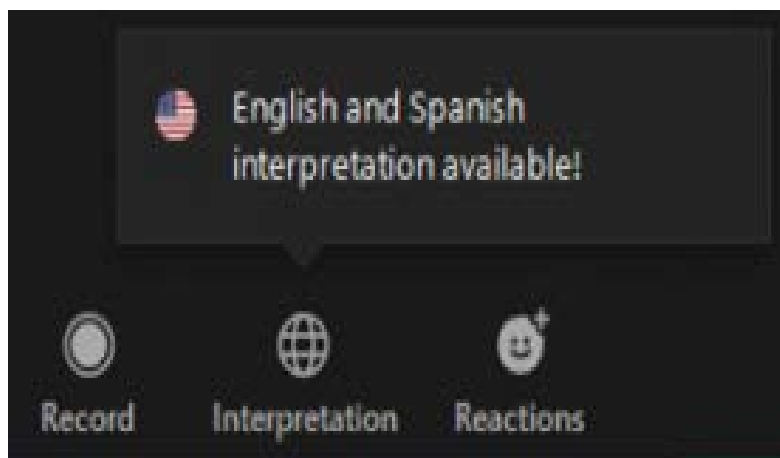 English and Spanish
interpretation available!
Record
Interpretation
Reactions